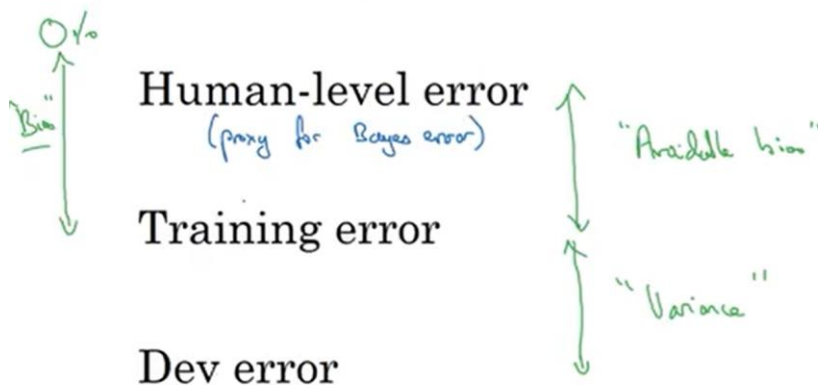 0%
Human-level error
(proxy for Bayes error)
"Bias"
"Avoidable bias"
Training error
"Variance"
Dev error